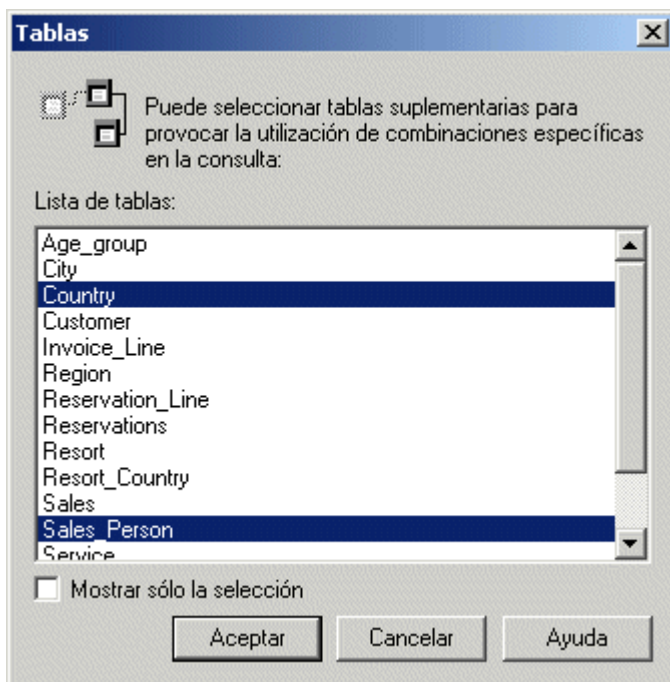 Tablas
Puede seleccionar tablas suplementarias para
provocar la utilización de combinaciones específicas
en la consulta:
Lista de tablas:
Age_group
City
Country
Customer
Invoice_Line
Region
Reservation_Line
Reservations
Resort
Resort_Country
Sales
Sales_Person
Service
Mostrar sólo la selección
Aceptar
Cancelar
Ayuda